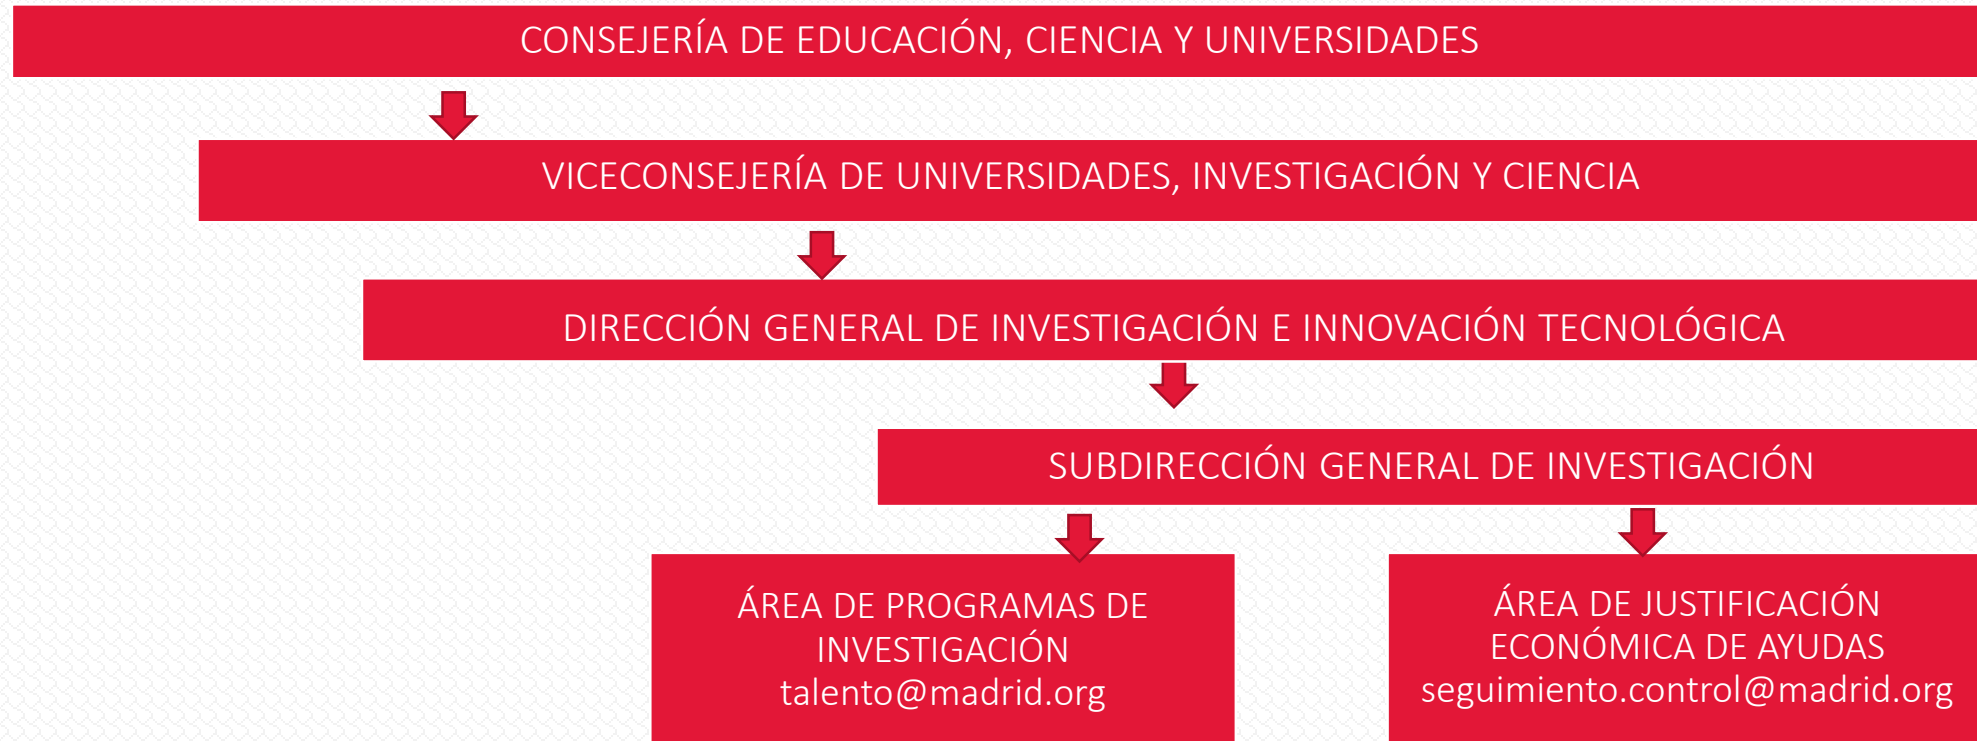 CONSEJERÍA DE EDUCACIÓN, CIENCIA Y UNIVERSIDADES
VICECONSEJERÍA DE UNIVERSIDADES, INVESTIGACIÓN Y CIENCIA
DIRECCIÓN GENERAL DE INVESTIGACIÓN E INNOVACIÓN TECNOLÓGICA
SUBDIRECCIÓN GENERAL DE INVESTIGACIÓN
ÁREA DE PROGRAMAS DE
INVESTIGACIÓN
talento@madrid.org
ÁREA DE JUSTIFICACIÓN
ECONÓMICA DE AYUDAS
seguimiento.control@madrid.org